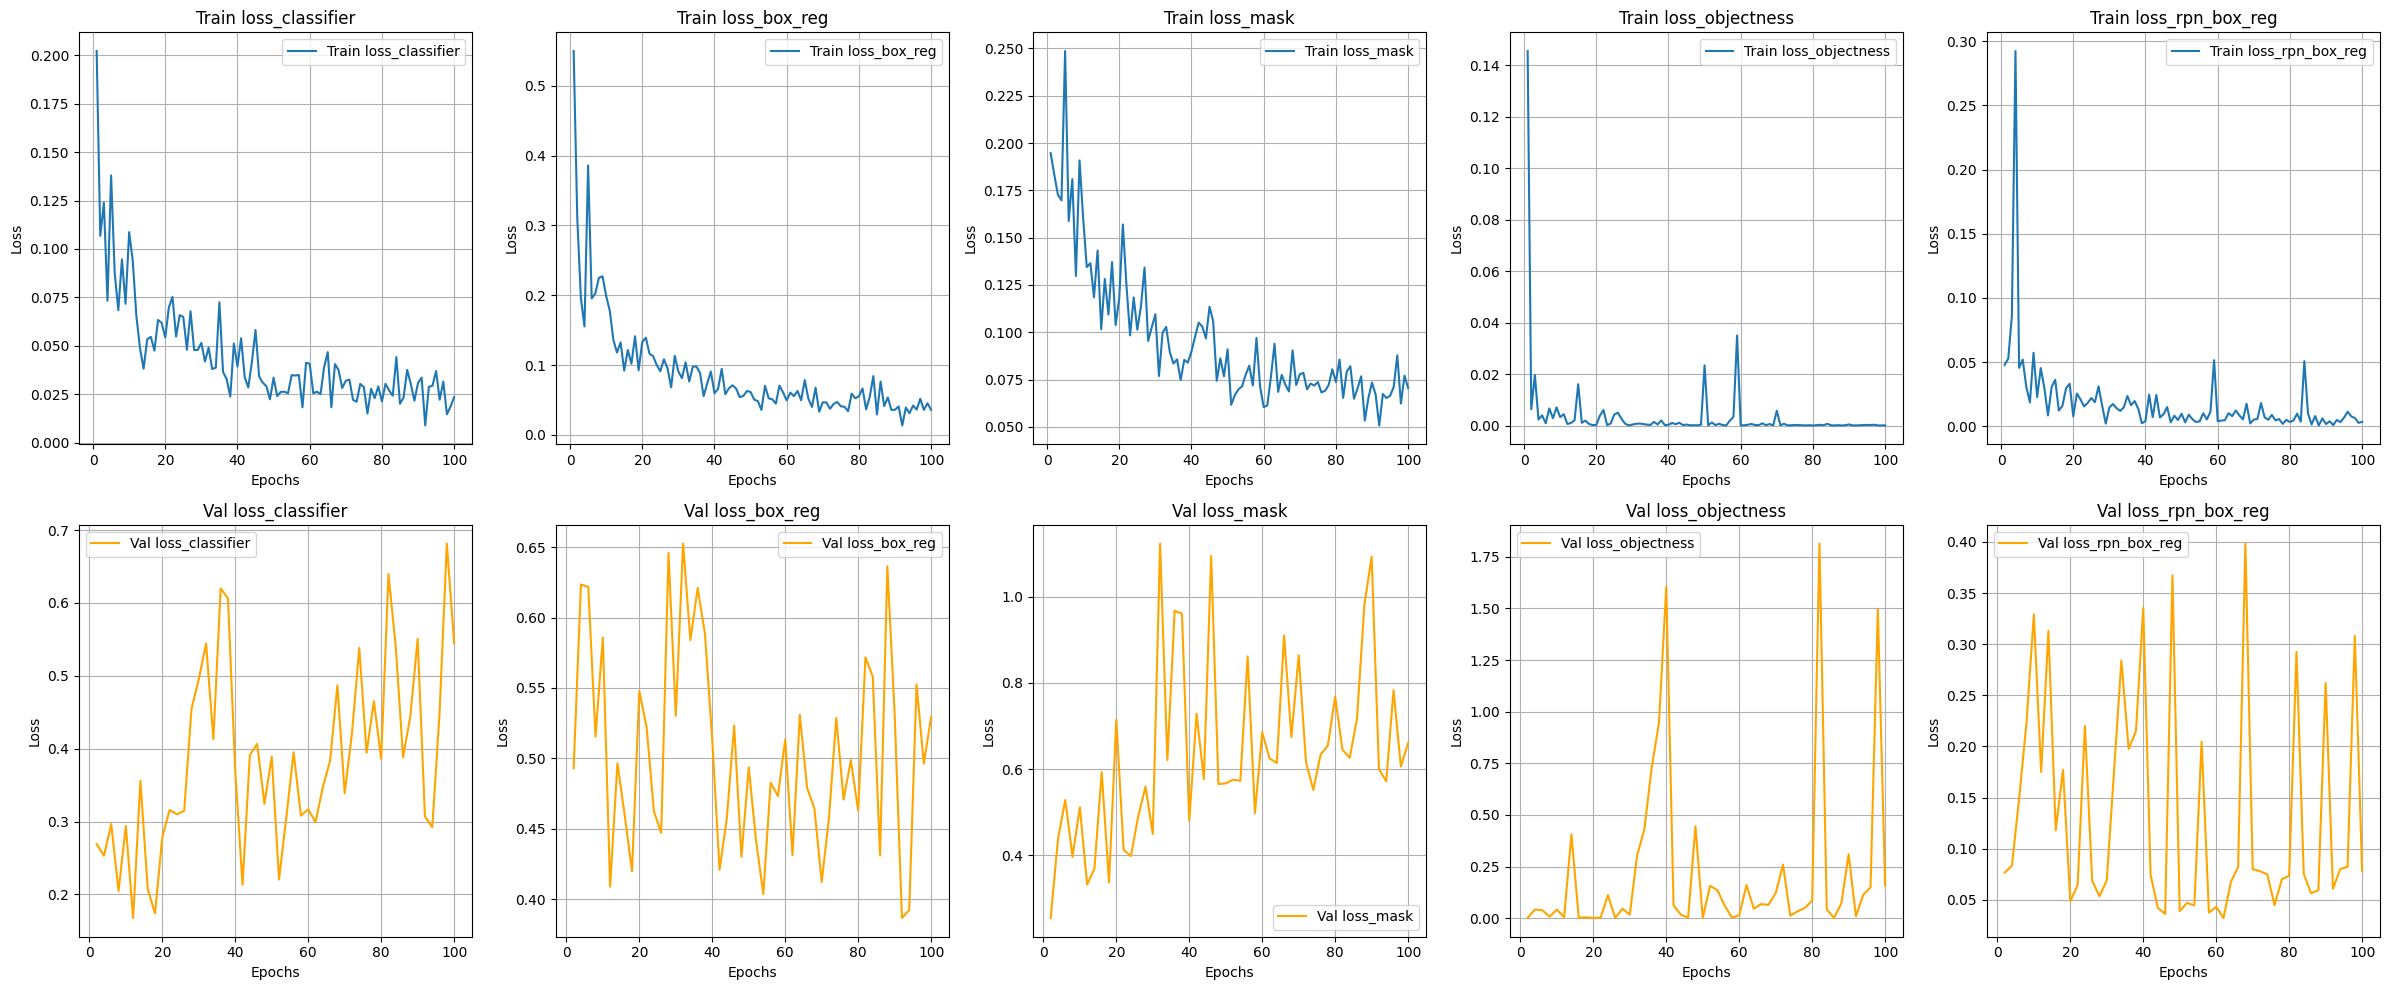 Train loss_classifier
Train loss_classifier
0.200
0.175
0.150
0.125
0.100
0.075
0.050
0.025
0.000
Loss
0 20 40 60 80 100
Epochs
Train loss_box_reg
Train loss_box_reg
0.5
0.4
0.3
0.2
0.1
0.0
Loss
0 20 40 60 80 100
Epochs
Train loss_mask
Train loss_mask
0.250
0.225
0.200
0.175
0.150
0.125
0.100
0.075
0.050
Loss
0 20 40 60 80 100
Epochs
Train loss_objectness
Train loss_objectness
0.14
0.12
0.10
0.08
0.06
0.04
0.02
0.00
Loss
0 20 40 60 80 100
Epochs
Train loss_rpn_box_reg
Train loss_rpn_box_reg
0.30
0.25
0.20
0.15
0.10
0.05
0.00
Loss
0 20 40 60 80 100
Epochs
Val loss_classifier
Val loss_classifier
0.7
0.6
0.5
0.4
0.3
0.2
Loss
0 20 40 60 80 100
Epochs
Val loss_box_reg
Val loss_box_reg
0.65
0.60
0.55
0.50
0.45
0.40
Loss
0 20 40 60 80 100
Epochs
Val loss_mask
1.0
0.8
0.6
0.4
Loss
Val loss_mask
0 20 40 60 80 100
Epochs
Val loss_objectness
Val loss_objectness
1.75
1.50
1.25
1.00
0.75
0.50
0.25
0.00
Loss
0 20 40 60 80 100
Epochs
Val loss_rpn_box_reg
Val loss_rpn_box_reg
0.40
0.35
0.30
0.25
0.20
0.15
0.10
0.05
Loss
0 20 40 60 80 100
Epochs